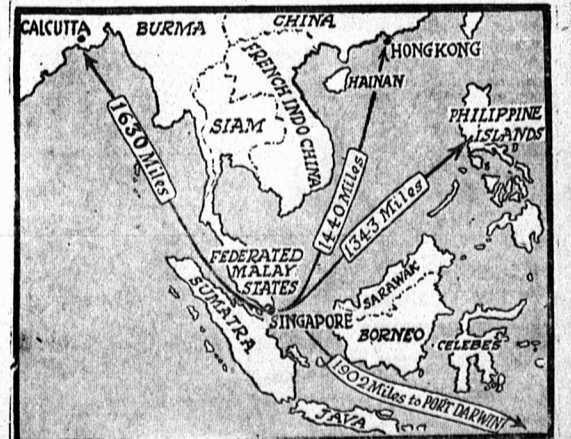 CALCUTTA
BURMA
CHINA
HONGKONG
HAINAN
FRENCH INDO CHINA
SIAM
PHILIPPINE
ISLANDS
1630 Miles
1440 Miles
1343 Miles
FEDERATED
MALAY
STATES
SUMATRA
SINGAPORE
SARAWAK
BORNEO
CELEBES
1902 Miles to PORT DARWIN
JAVA